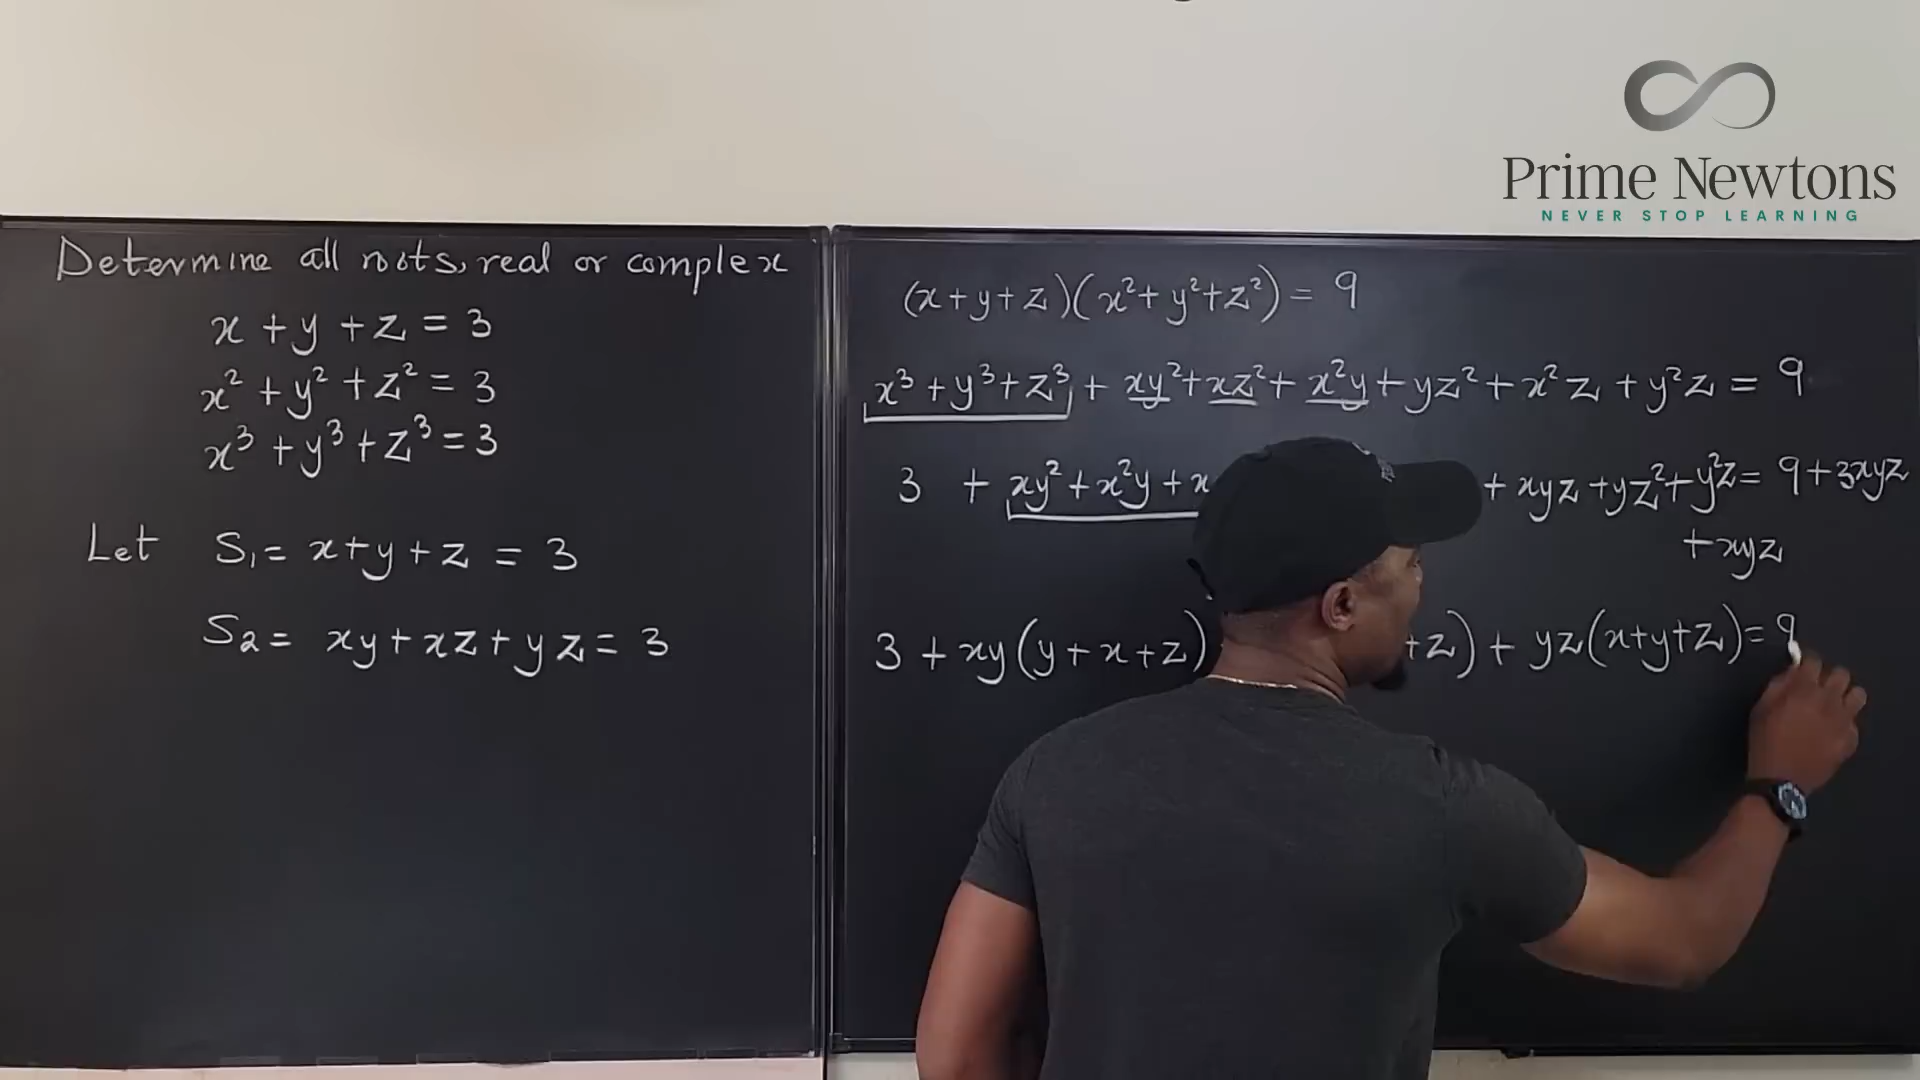 Prime Newtons
NEVER STOP LEARNING
Determine all roots, real or complex
x + y + z = 3
x² + y² + z² = 3
x³ + y³ + z³ = 3
Let S₁ = x + y + z = 3
S₂ = xy + xz + yz = 3
(x + y + z)(x² + y² + z²) = 9
x³ + y³ + z³ + xy² + xz² + x²y + yz² + x²z + y²z = 9
3 + xy² + x²y + x + xyz + yz² + y²z = 9 + 3xyz
+ xyz
3 + xy(y + x + z) + z) + yz(x + y + z) = 9